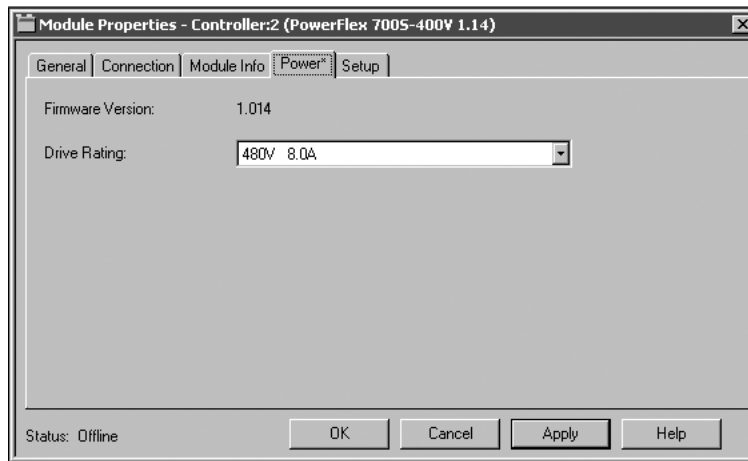 Module Properties - Controller:2 (PowerFlex 700S-400V 1.14)
General Connection Module Info Power* Setup
Firmware Version: 1.014
Drive Rating: 480V 8.0A
Status: Offline OK Cancel Apply Help